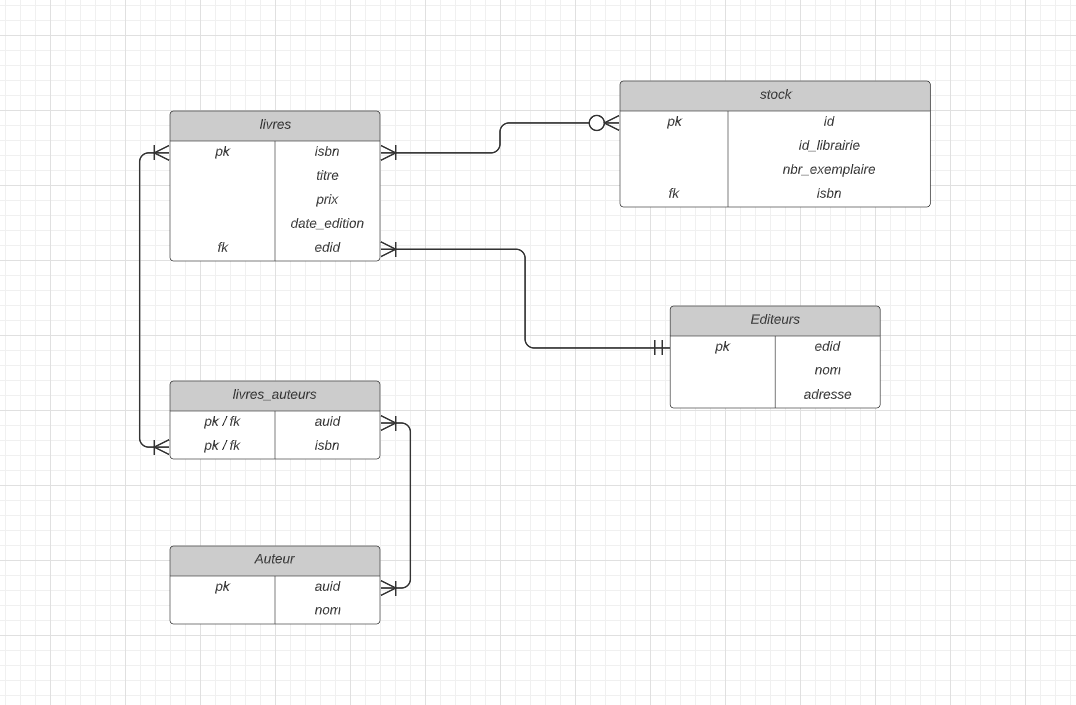 livres
pk isbn
titre
prix
date_edition
fk edid
stock
pk id
id_librairie
nbr_exemplaire
fk isbn
Editeurs
pk edid
nom
adresse
livres_auteurs
pk / fk auid
pk / fk isbn
Auteur
pk auid
nom